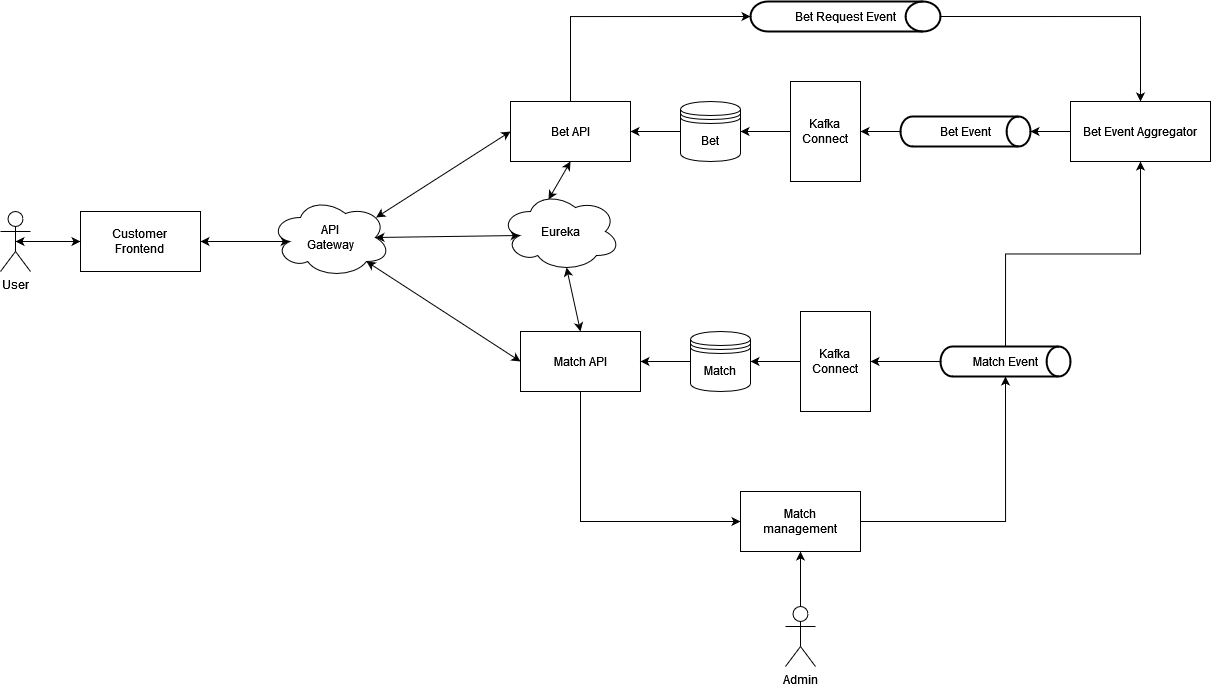 Bet Request Event
Bet API
Bet
Kafka
Connect
Bet Event
Bet Event Aggregator
User
Customer
Frontend
API
Gateway
Eureka
Match API
Match
Kafka
Connect
Match Event
Match
management
Admin